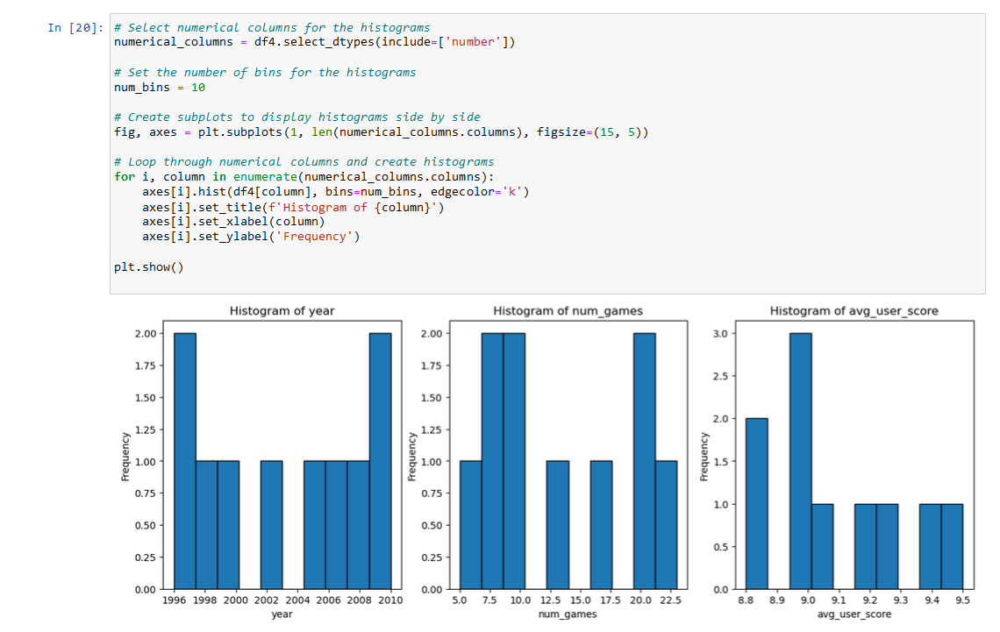 In [20]:
# Select numerical columns for the histograms
numerical_columns = df4.select_dtypes(include=['number'])
# Set the number of bins for the histograms
num_bins = 10
# Create subplots to display histograms side by side
fig, axes = plt.subplots(1, len(numerical_columns.columns), figsize=(15, 5))
# Loop through numerical columns and create histograms
for i, column in enumerate(numerical_columns.columns):
    axes[i].hist(df4[column], bins=num_bins, edgecolor='k')
    axes[i].set_title(f'Histogram of {column}')
    axes[i].set_xlabel(column)
    axes[i].set_ylabel('Frequency')
plt.show()
Histogram of year
2.00
1.75
1.50
1.25
1.00
0.75
0.50
0.25
0.00
Frequency
1996 1998 2000 2002 2004 2006 2008 2010
year
Histogram of num_games
2.00
1.75
1.50
1.25
1.00
0.75
0.50
0.25
0.00
Frequency
5.0 7.5 10.0 12.5 15.0 17.5 20.0 22.5
num_games
Histogram of avg_user_score
3.0
2.5
2.0
1.5
1.0
0.5
0.0
Frequency
8.8 8.9 9.0 9.1 9.2 9.3 9.4 9.5
avg_user_score